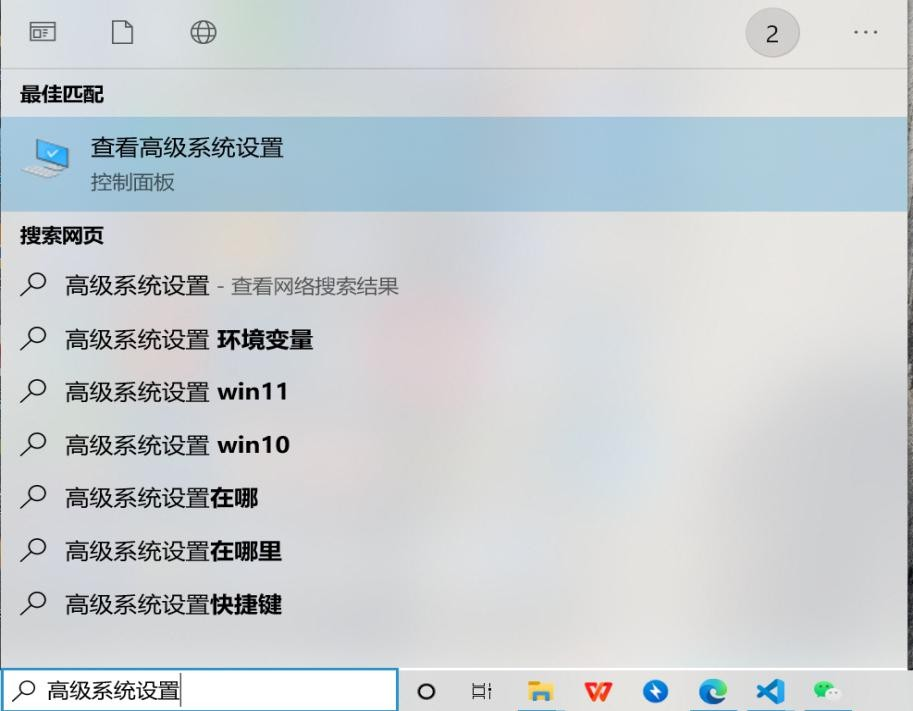 2
...
最佳匹配
查看高级系统设置
控制面板
搜索网页
高级系统设置 - 查看网络搜索结果
高级系统设置 环境变量
高级系统设置 win11
高级系统设置 win10
高级系统设置在哪
高级系统设置在哪里
高级系统设置快捷键
高级系统设置